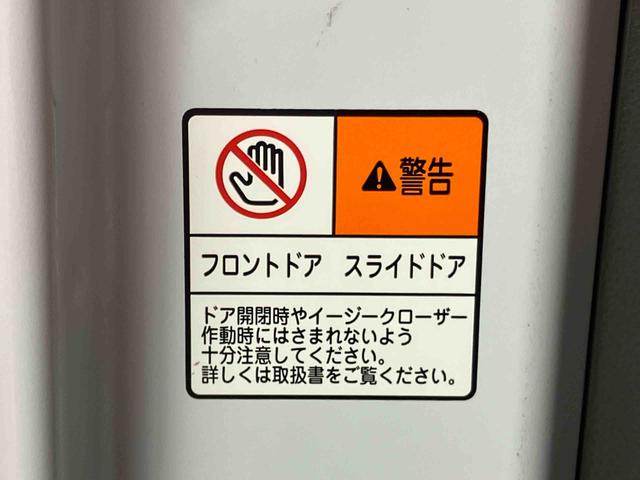 警告
フロントドア　スライドドア
ドア開閉時やイージークローザー
作動時にはさまれないよう
十分注意してください。
詳しくは取扱書をご覧ください。